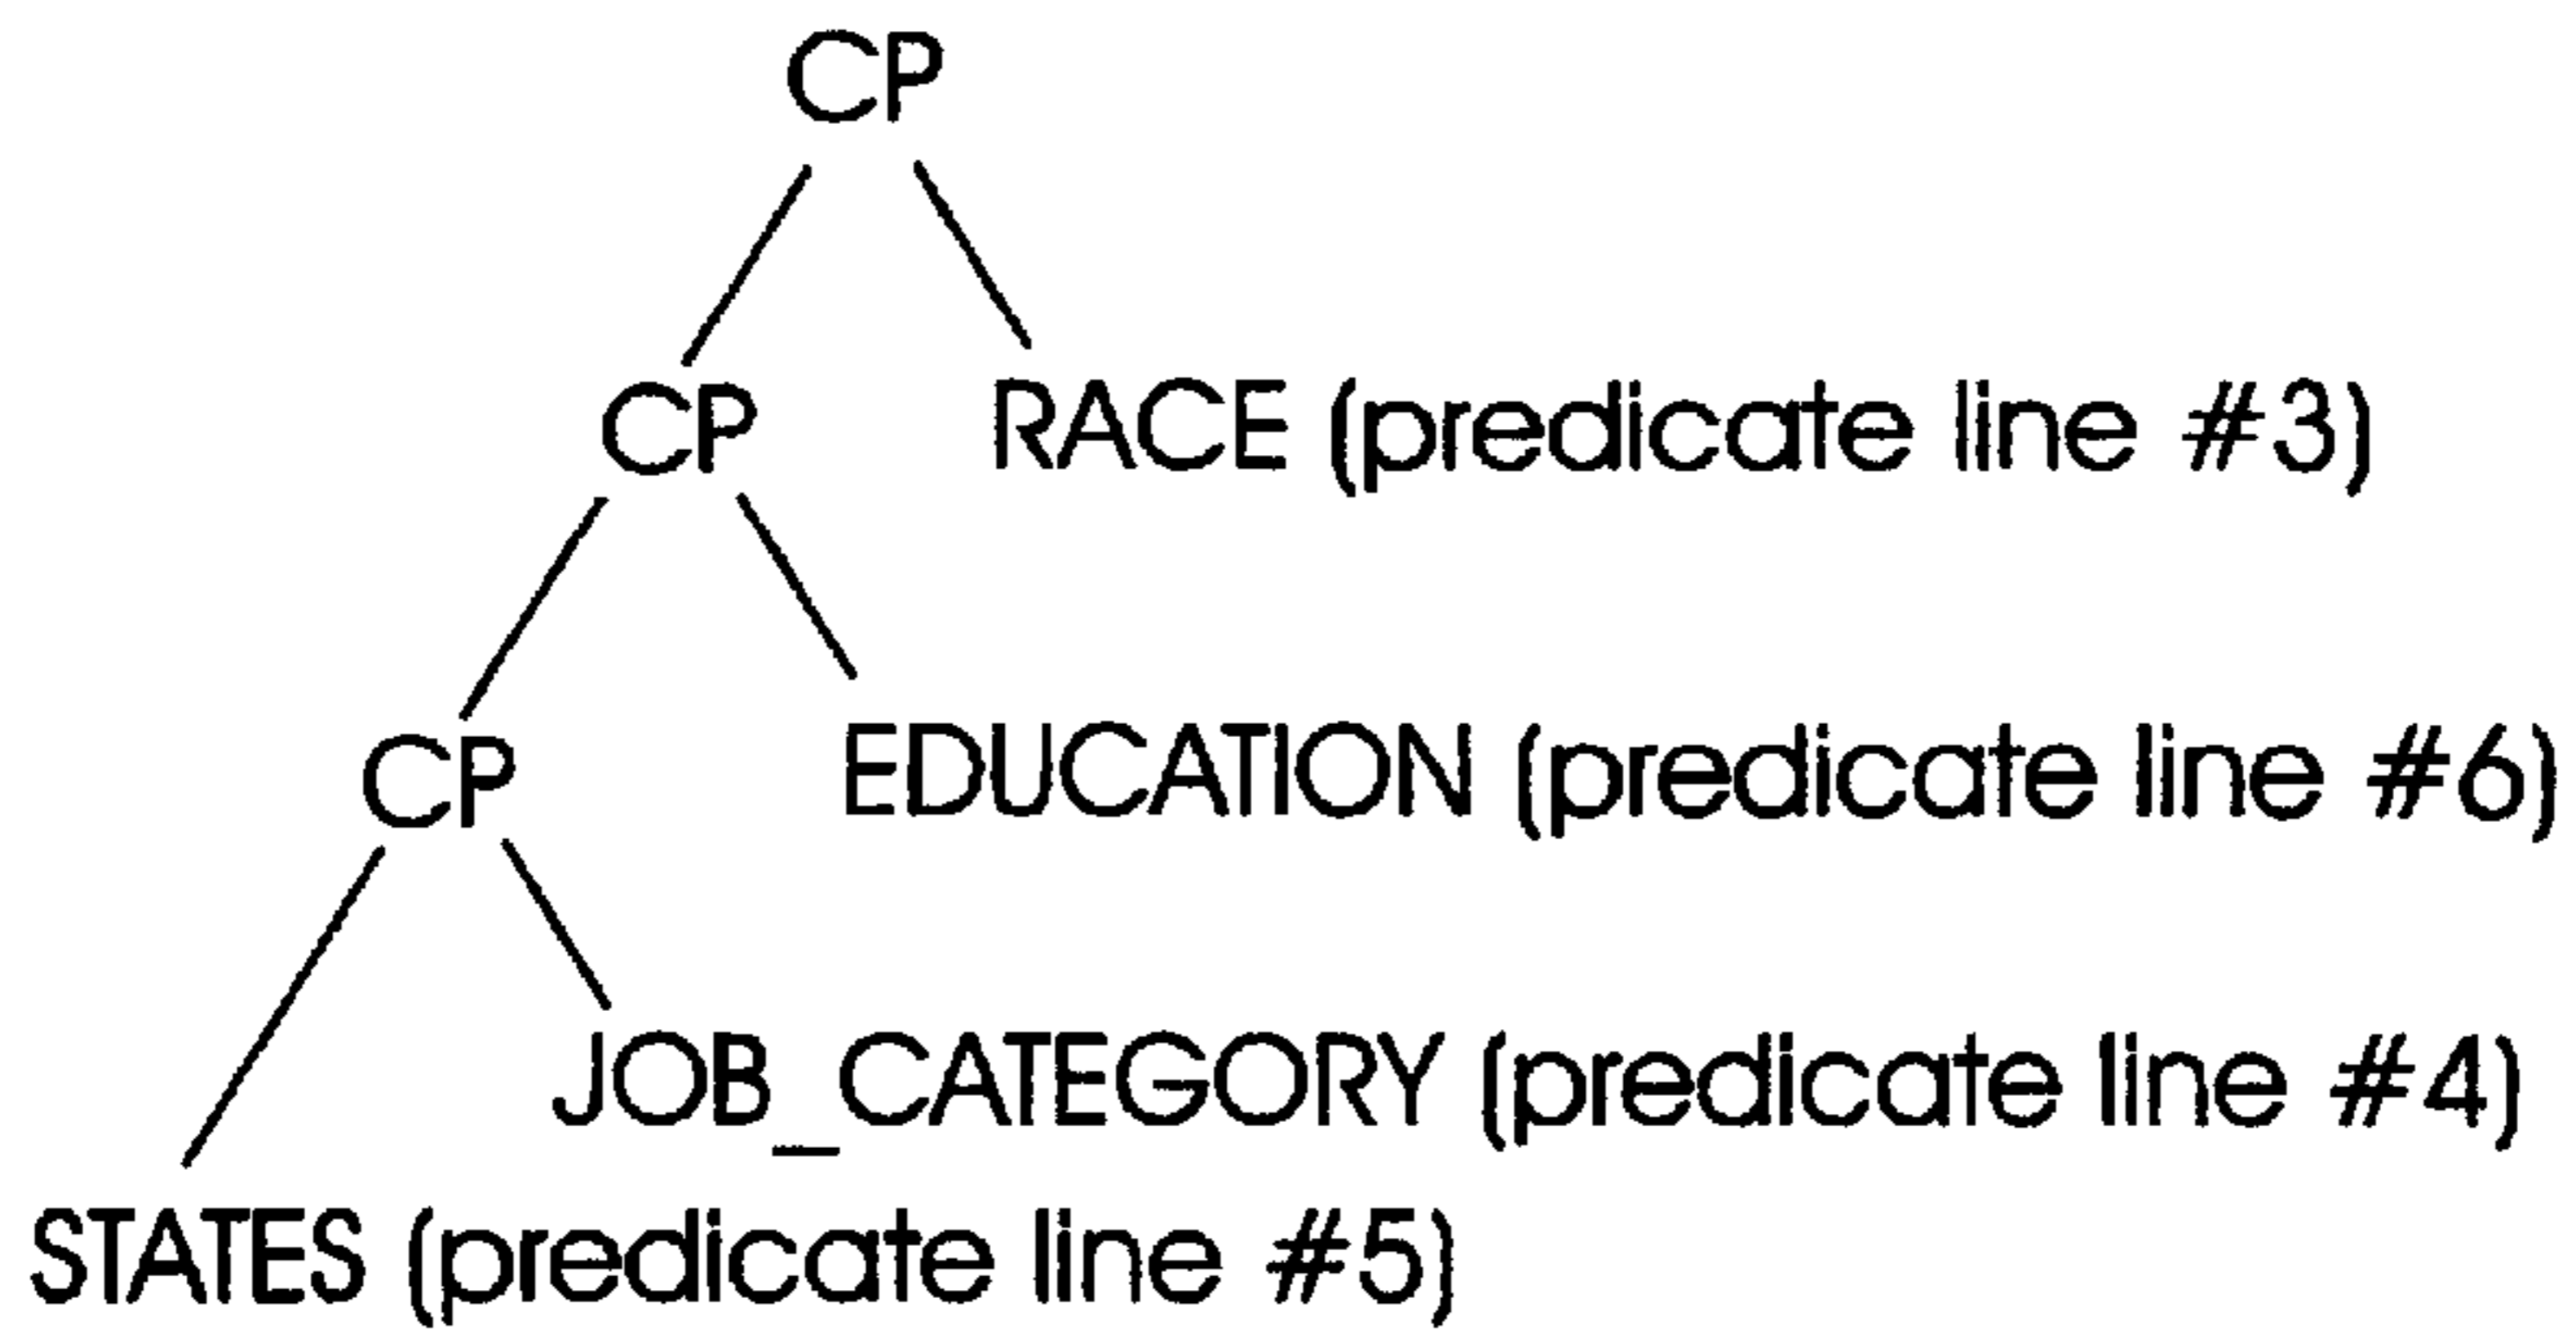 CP
CP RACE (predicate line #3)
CP EDUCATION (predicate line #6)
JOB_CATEGORY (predicate line #4)
STATES (predicate line #5)